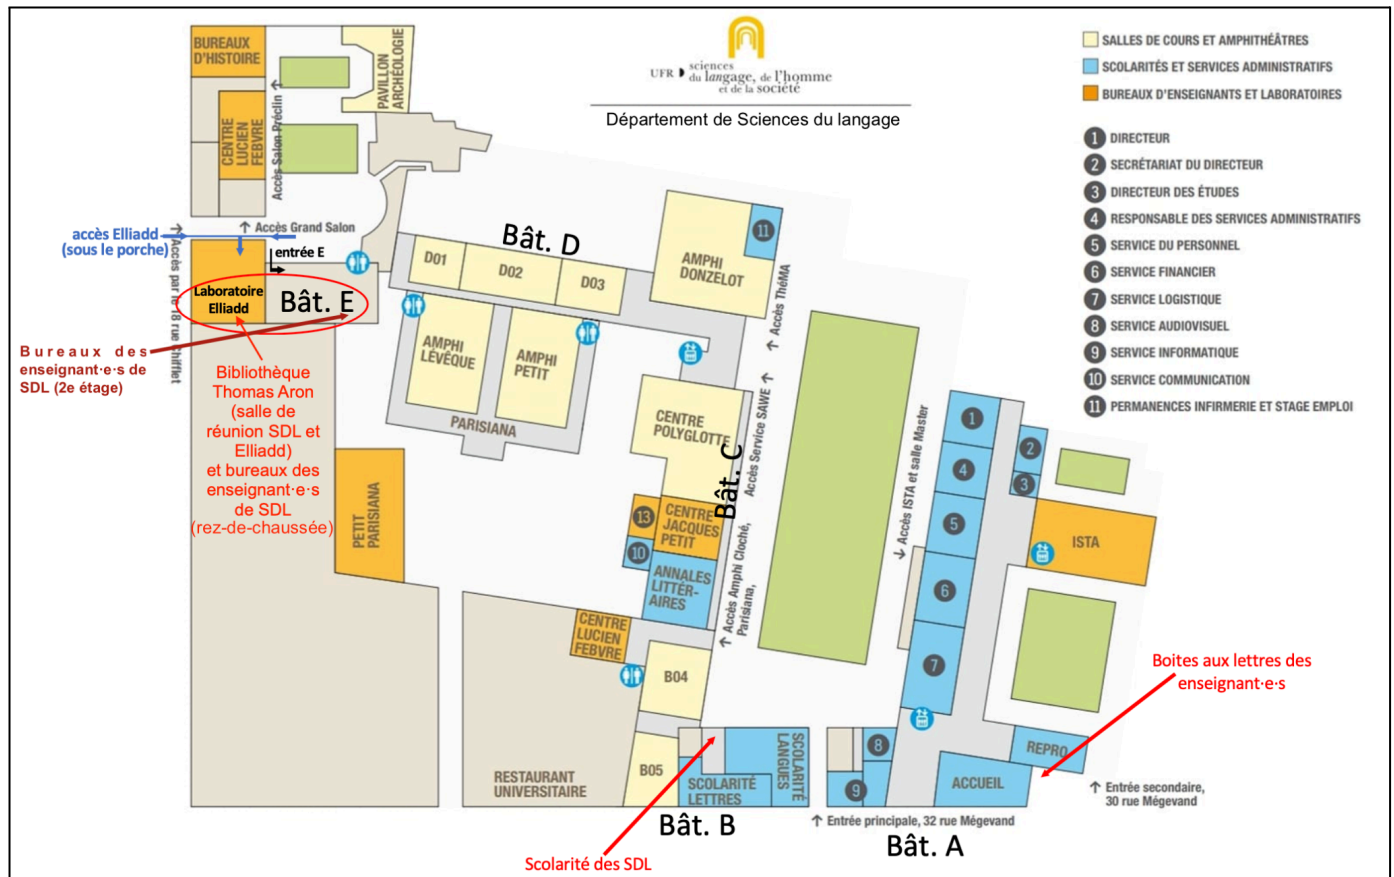 BUREAUX
D'HISTOIRE
PAVILLON
ARCHÉOLOGIE
CENTRE
LUCIEN
FEBVRE
Accès Salon Préclin ↑
UFR sciences
du langage, de l'homme
et de la société
Département de Sciences du langage
SALLES DE COURS ET AMPHITHÉÂTRES
SCOLARITÉS ET SERVICES ADMINISTRATIFS
BUREAUX D'ENSEIGNANTS ET LABORATOIRES
1 DIRECTEUR
2 SECRÉTARIAT DU DIRECTEUR
3 DIRECTEUR DES ÉTUDES
4 RESPONSABLE DES SERVICES ADMINISTRATIFS
5 SERVICE DU PERSONNEL
6 SERVICE FINANCIER
7 SERVICE LOGISTIQUE
8 SERVICE AUDIOVISUEL
9 SERVICE INFORMATIQUE
10 SERVICE COMMUNICATION
11 PERMANENCES INFIRMERIE ET STAGE EMPLOI
↑ Accès Grand Salon
accès Elliadd
(sous le porche)
↑ Accès par le 18 rue Chifflet
entrée E
Laboratoire
Elliadd
Bât. E
Bureaux des
enseignant·e·s de
SDL (2e étage)
Bibliothèque
Thomas Aron
(salle de
réunion SDL et
Elliadd)
et bureaux des
enseignant·e·s
de SDL
(rez-de-chaussée)
Bât. D
D01
D02
D03
AMPHI
LÉVÊQUE
AMPHI
PETIT
PARISIANA
AMPHI
DONZELOT
11
↑ Accès ThéMA
CENTRE
POLYGLOTTE
Bât. C
Accès Service SAWE ↑
↑ Accès Amphi Cloché,
Parisiana,
PETIT
PARISIANA
13
CENTRE
JACQUES
PETIT
10
ANNALES
LITTÉR-
AIRES
CENTRE
LUCIEN
FEBVRE
B04
B05
RESTAURANT
UNIVERSITAIRE
SCOLARITÉ
LANGUES
SCOLARITÉ
LETTRES
Bât. B
Scolarité des SDL
↓ Accès ISTA et salle Master
1
2
3
4
5
6
7
8
9
ISTA
REPRO
ACCUEIL
Boites aux lettres des
enseignant·e·s
↑ Entrée secondaire,
30 rue Mégevand
↑ Entrée principale, 32 rue Mégevand
Bât. A